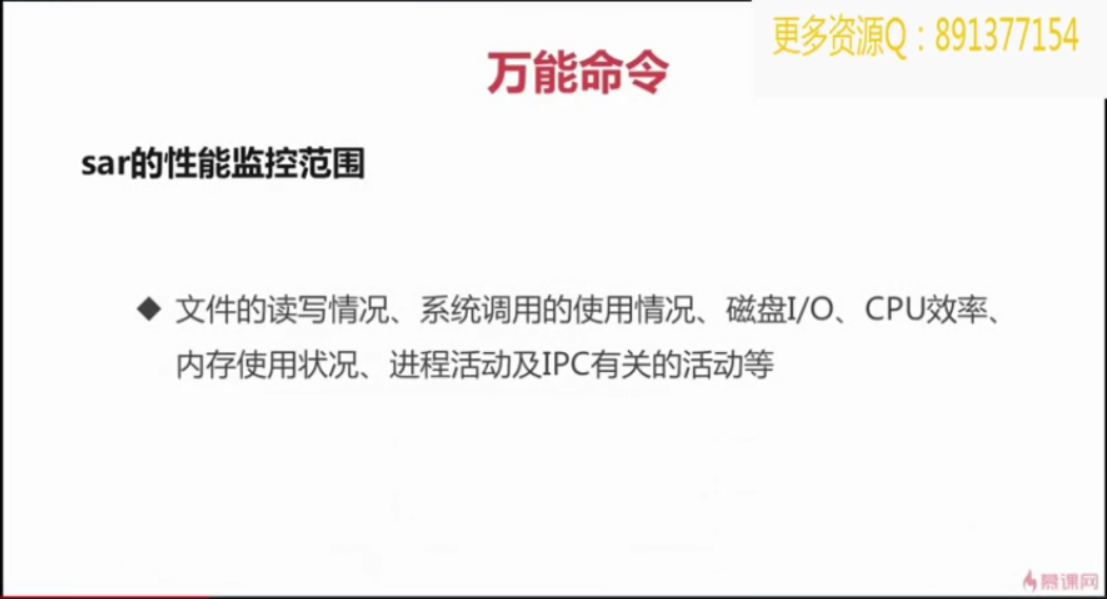 更多资源Q：891377154
万能命令
sar的性能监控范围
◆ 文件的读写情况、系统调用的使用情况、磁盘I/O、CPU效率、
内存使用状况、进程活动及IPC有关的活动等
慕课网